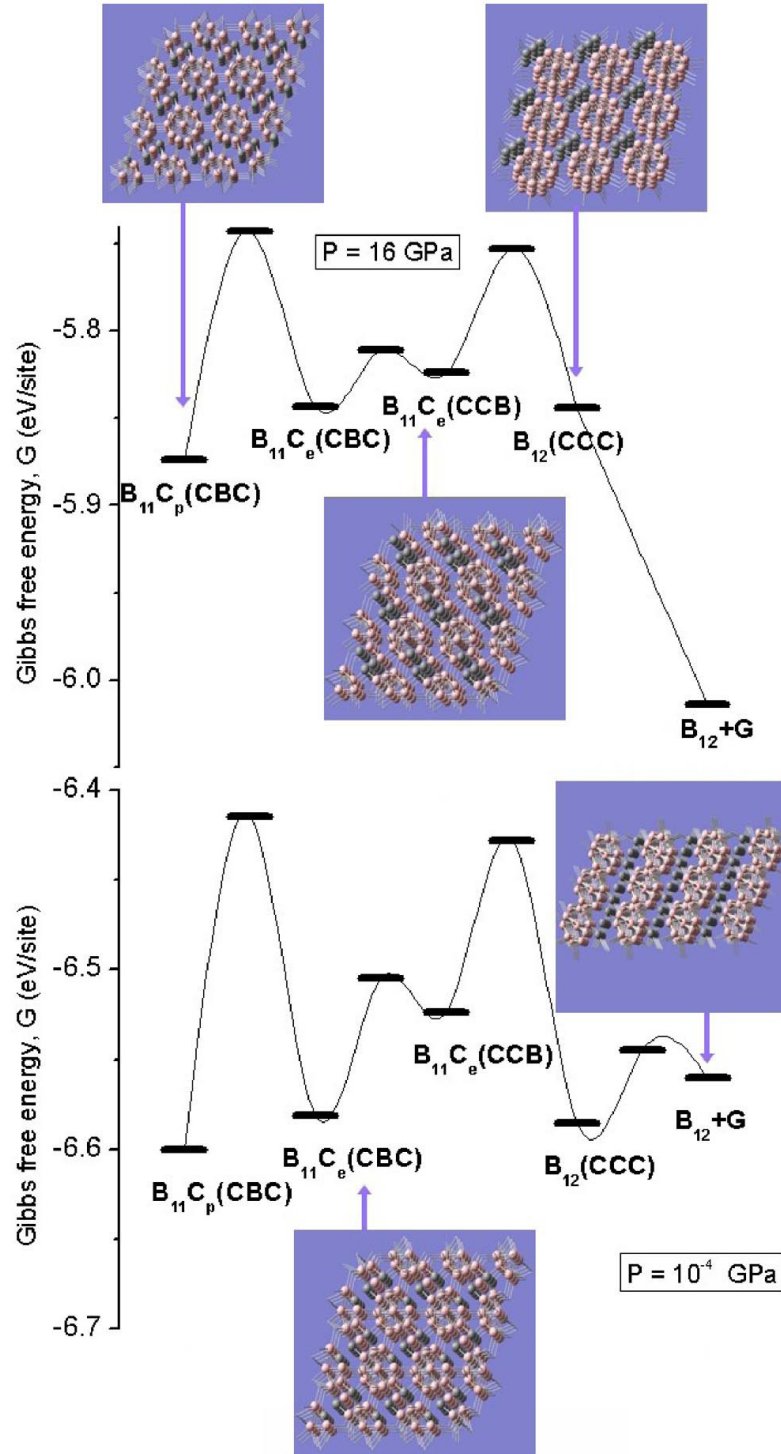 P = 16 GPa
Gibbs free energy, G (eV/site)
-5.8
-5.9
-6.0
B₁₁Cₚ(CBC)
B₁₁Cₑ(CBC)
B₁₁Cₑ(CCB)
B₁₂(CCC)
B₁₂+G
Gibbs free energy, G (eV/site)
-6.4
-6.5
-6.6
-6.7
B₁₁Cₚ(CBC)
B₁₁Cₑ(CBC)
B₁₁Cₑ(CCB)
B₁₂(CCC)
B₁₂+G
P = 10⁻⁴ GPa